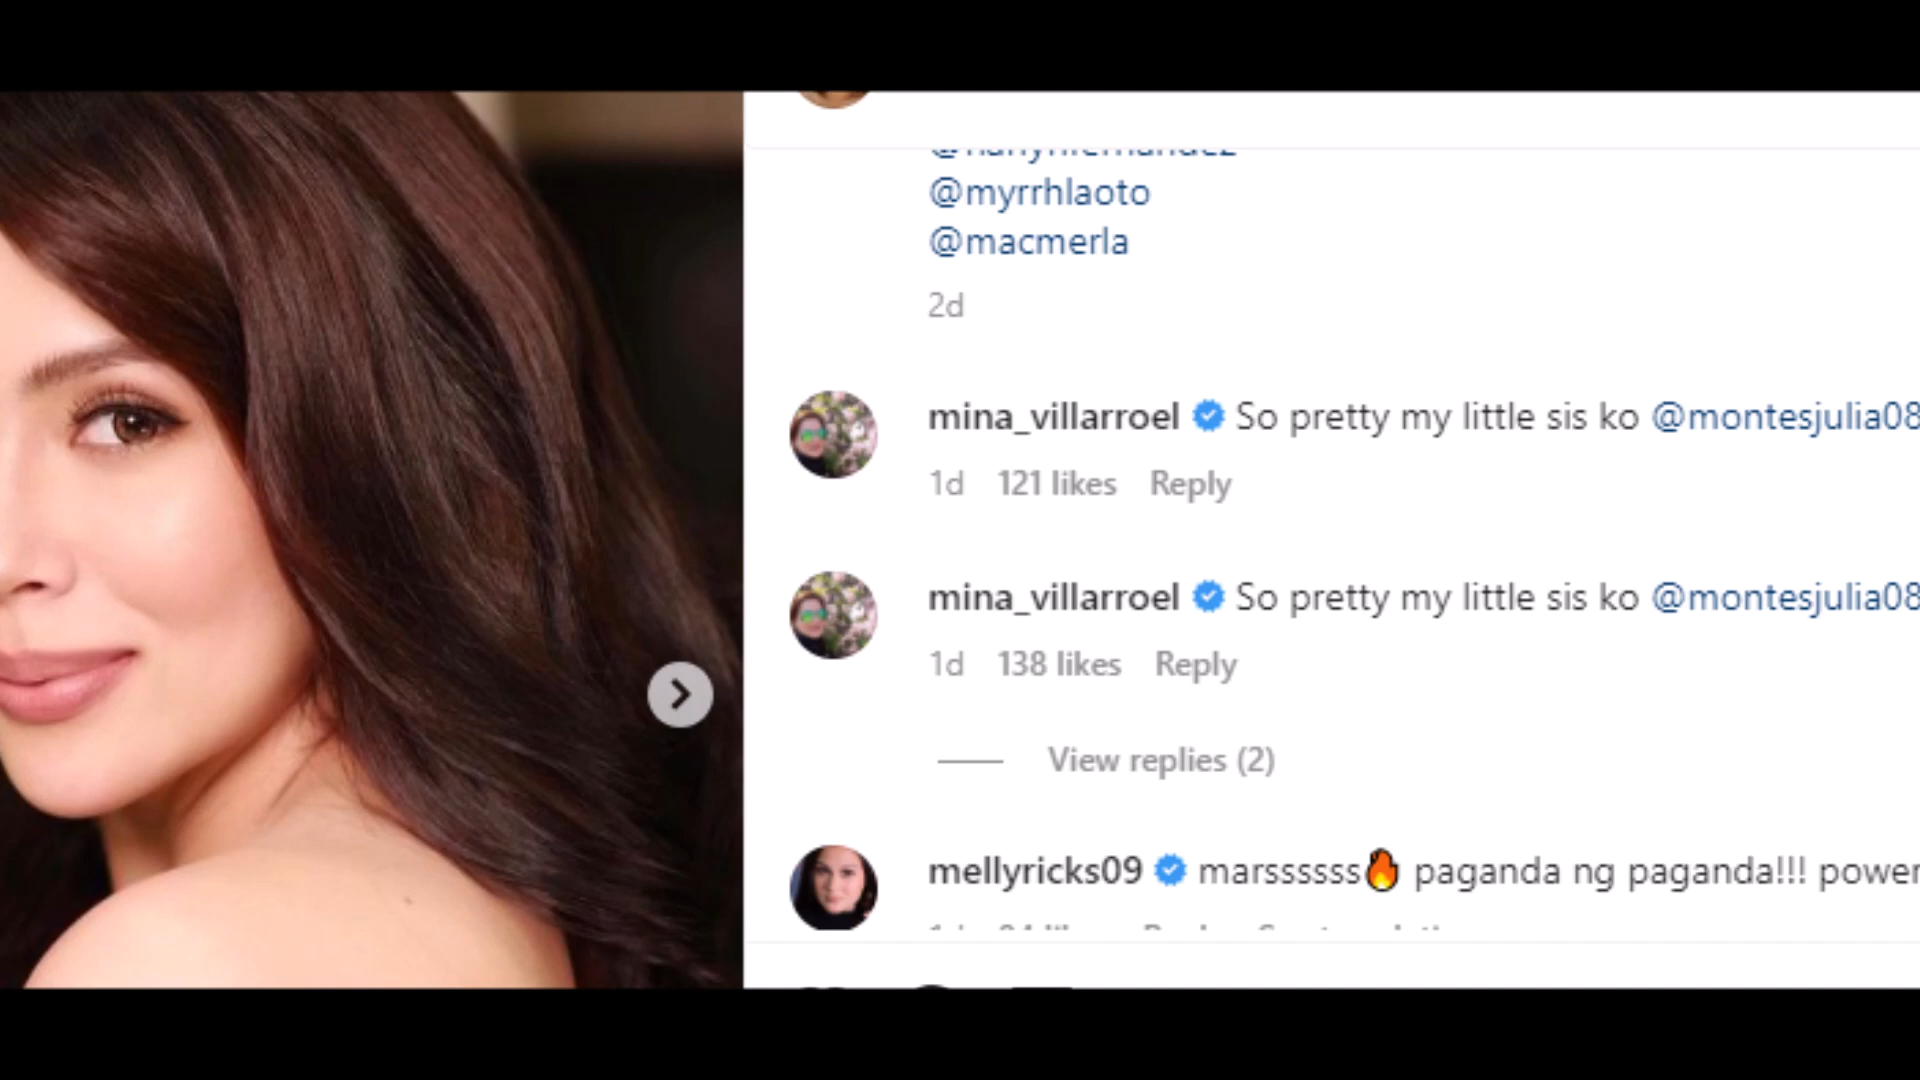 @myrrhlaoto
@macmerla
2d
mina_villarroel So pretty my little sis ko @montesjulia08
1d 121 likes Reply
mina_villarroel So pretty my little sis ko @montesjulia08
1d 138 likes Reply
View replies (2)
mellyricks09 marssssss🔥 paganda ng paganda!!! power